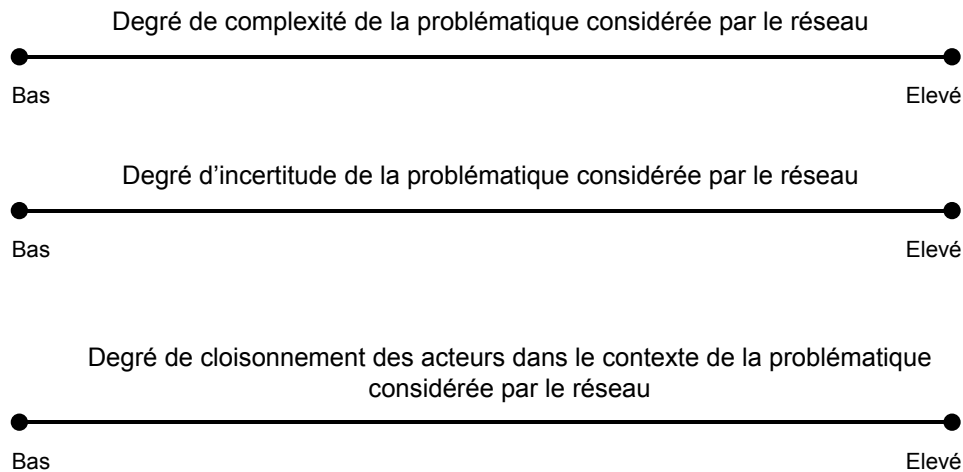 Degré de complexité de la problématique considérée par le réseau
Bas
Elevé
Degré d’incertitude de la problématique considérée par le réseau
Bas
Elevé
Degré de cloisonnement des acteurs dans le contexte de la problématique
considérée par le réseau
Bas
Elevé